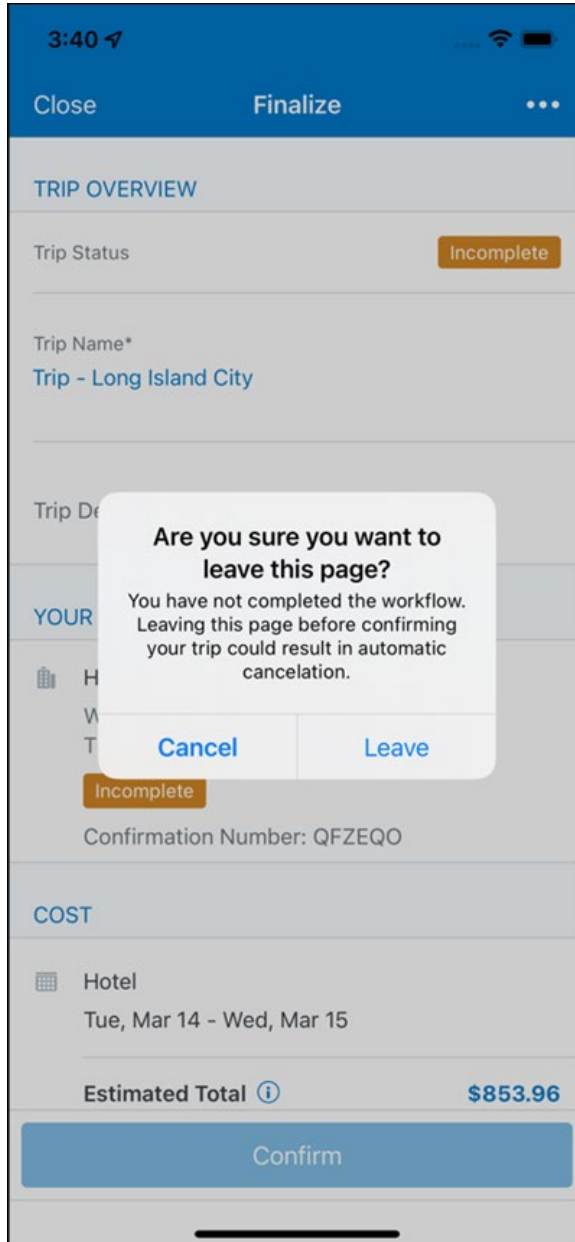 3:40
Close Finalize
TRIP OVERVIEW
Trip Status Incomplete
Trip Name*
Trip - Long Island City
Trip De
Are you sure you want to
leave this page?
You have not completed the workflow.
Leaving this page before confirming
your trip could result in automatic
cancelation.
Cancel Leave
YOUR
H
W
T
Incomplete
Confirmation Number: QFZEQO
COST
Hotel
Tue, Mar 14 - Wed, Mar 15
Estimated Total $853.96
Confirm